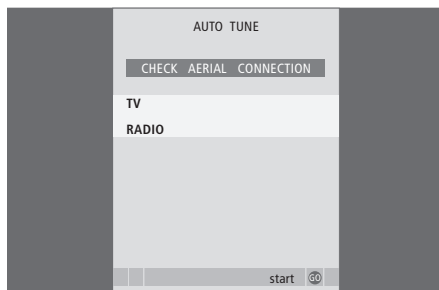 AUTO TUNE
CHECK AERIAL CONNECTION
TV
RADIO
start GO